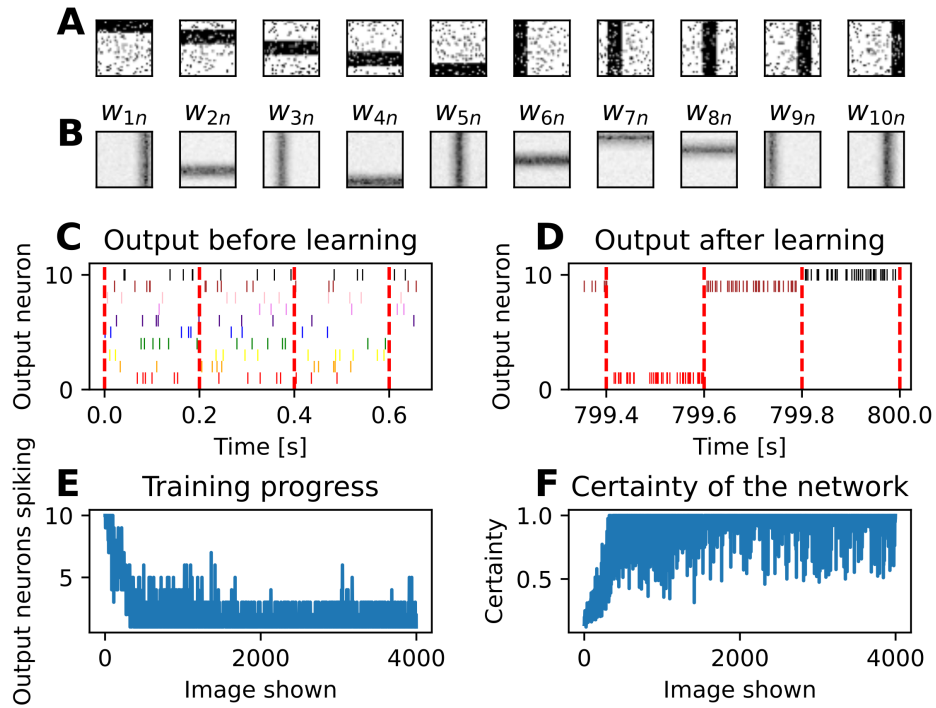 A
w1n w2n w3n w4n w5n w6n w7n w8n w9n w10n
B
C Output before learning
Output neuron
10
0
0.0 0.2 0.4 0.6
Time [s]
D Output after learning
Output neuron
10
0
799.4 799.6 799.8 800.0
Time [s]
E Training progress
Output neurons spiking
10
5
0 2000 4000
Image shown
F Certainty of the network
Certainty
1.0
0.5
0 2000 4000
Image shown